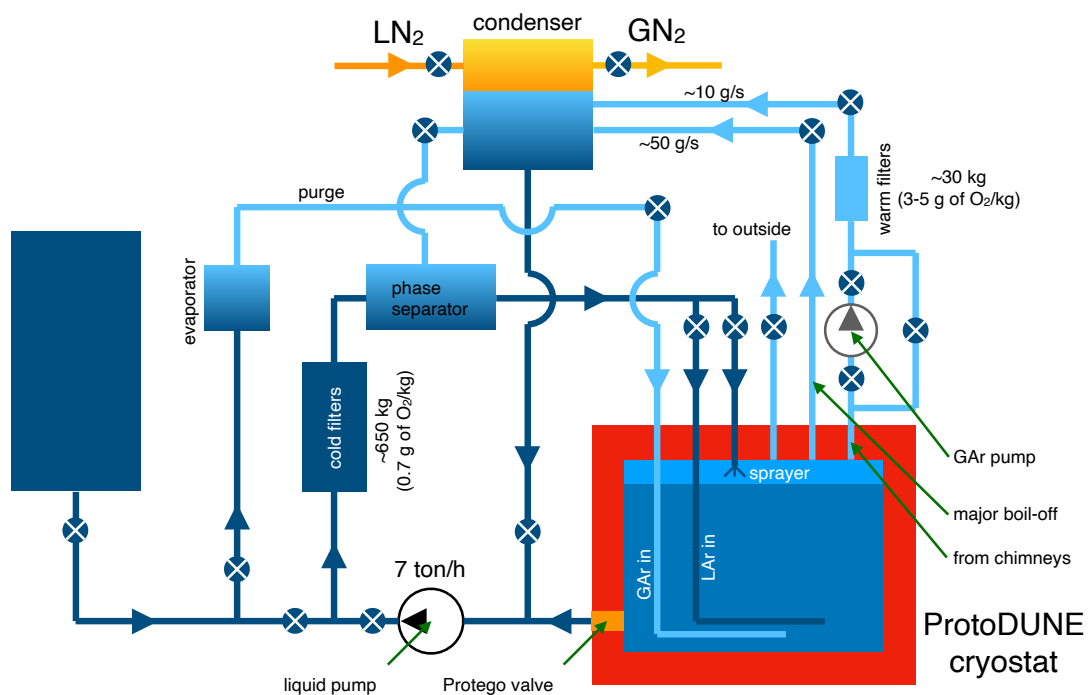 condenser
LN₂
GN₂
~10 g/s
~50 g/s
purge
warm filters
~30 kg
(3-5 g of O₂/kg)
to outside
evaporator
phase
separator
cold filters
~650 kg
(0.7 g of O₂/kg)
sprayer
GAr in
LAr in
GAr pump
major boil-off
from chimneys
7 ton/h
liquid pump
Protego valve
ProtoDUNE
cryostat